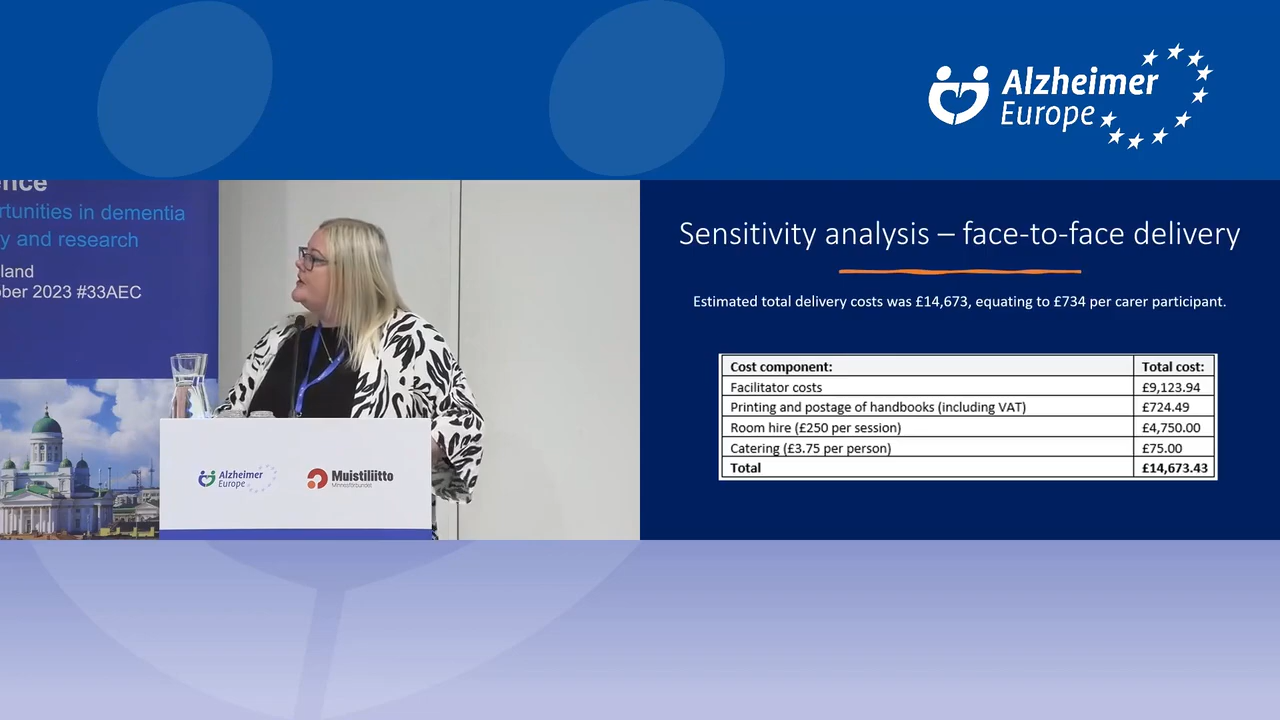 Alzheimer
Europe
ence
rtunities in dementia
y and research
land
ber 2023 #33AEC
Alzheimer
Europe
Muistiliitto
Minnesförbundet
Sensitivity analysis – face-to-face delivery
Estimated total delivery costs was £14,673, equating to £734 per carer participant.
Cost component: Total cost:
Facilitator costs £9,123.94
Printing and postage of handbooks (including VAT) £724.49
Room hire (£250 per session) £4,750.00
Catering (£3.75 per person) £75.00
Total £14,673.43